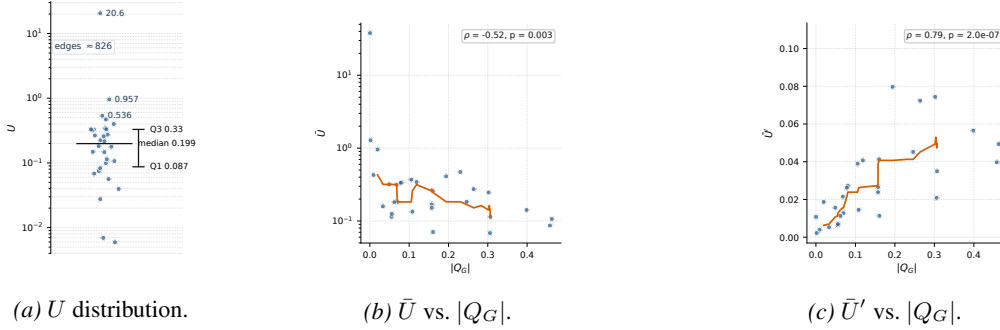 10¹
10⁰
10⁻¹
10⁻²
U
20.6
edges ≈826
0.957
0.536
Q3 0.33
median 0.199
Q1 0.087
(a) U distribution.
10¹
10⁰
10⁻¹
Ū
ρ = -0.52, p = 0.003
0.0 0.1 0.2 0.3 0.4
|Q_G|
(b) Ū vs. |Q_G|.
0.10
0.08
0.06
0.04
0.02
0.00
Ū′
ρ = 0.79, p = 2.0e-07
0.0 0.1 0.2 0.3 0.4
|Q_G|
(c) Ū′ vs. |Q_G|.